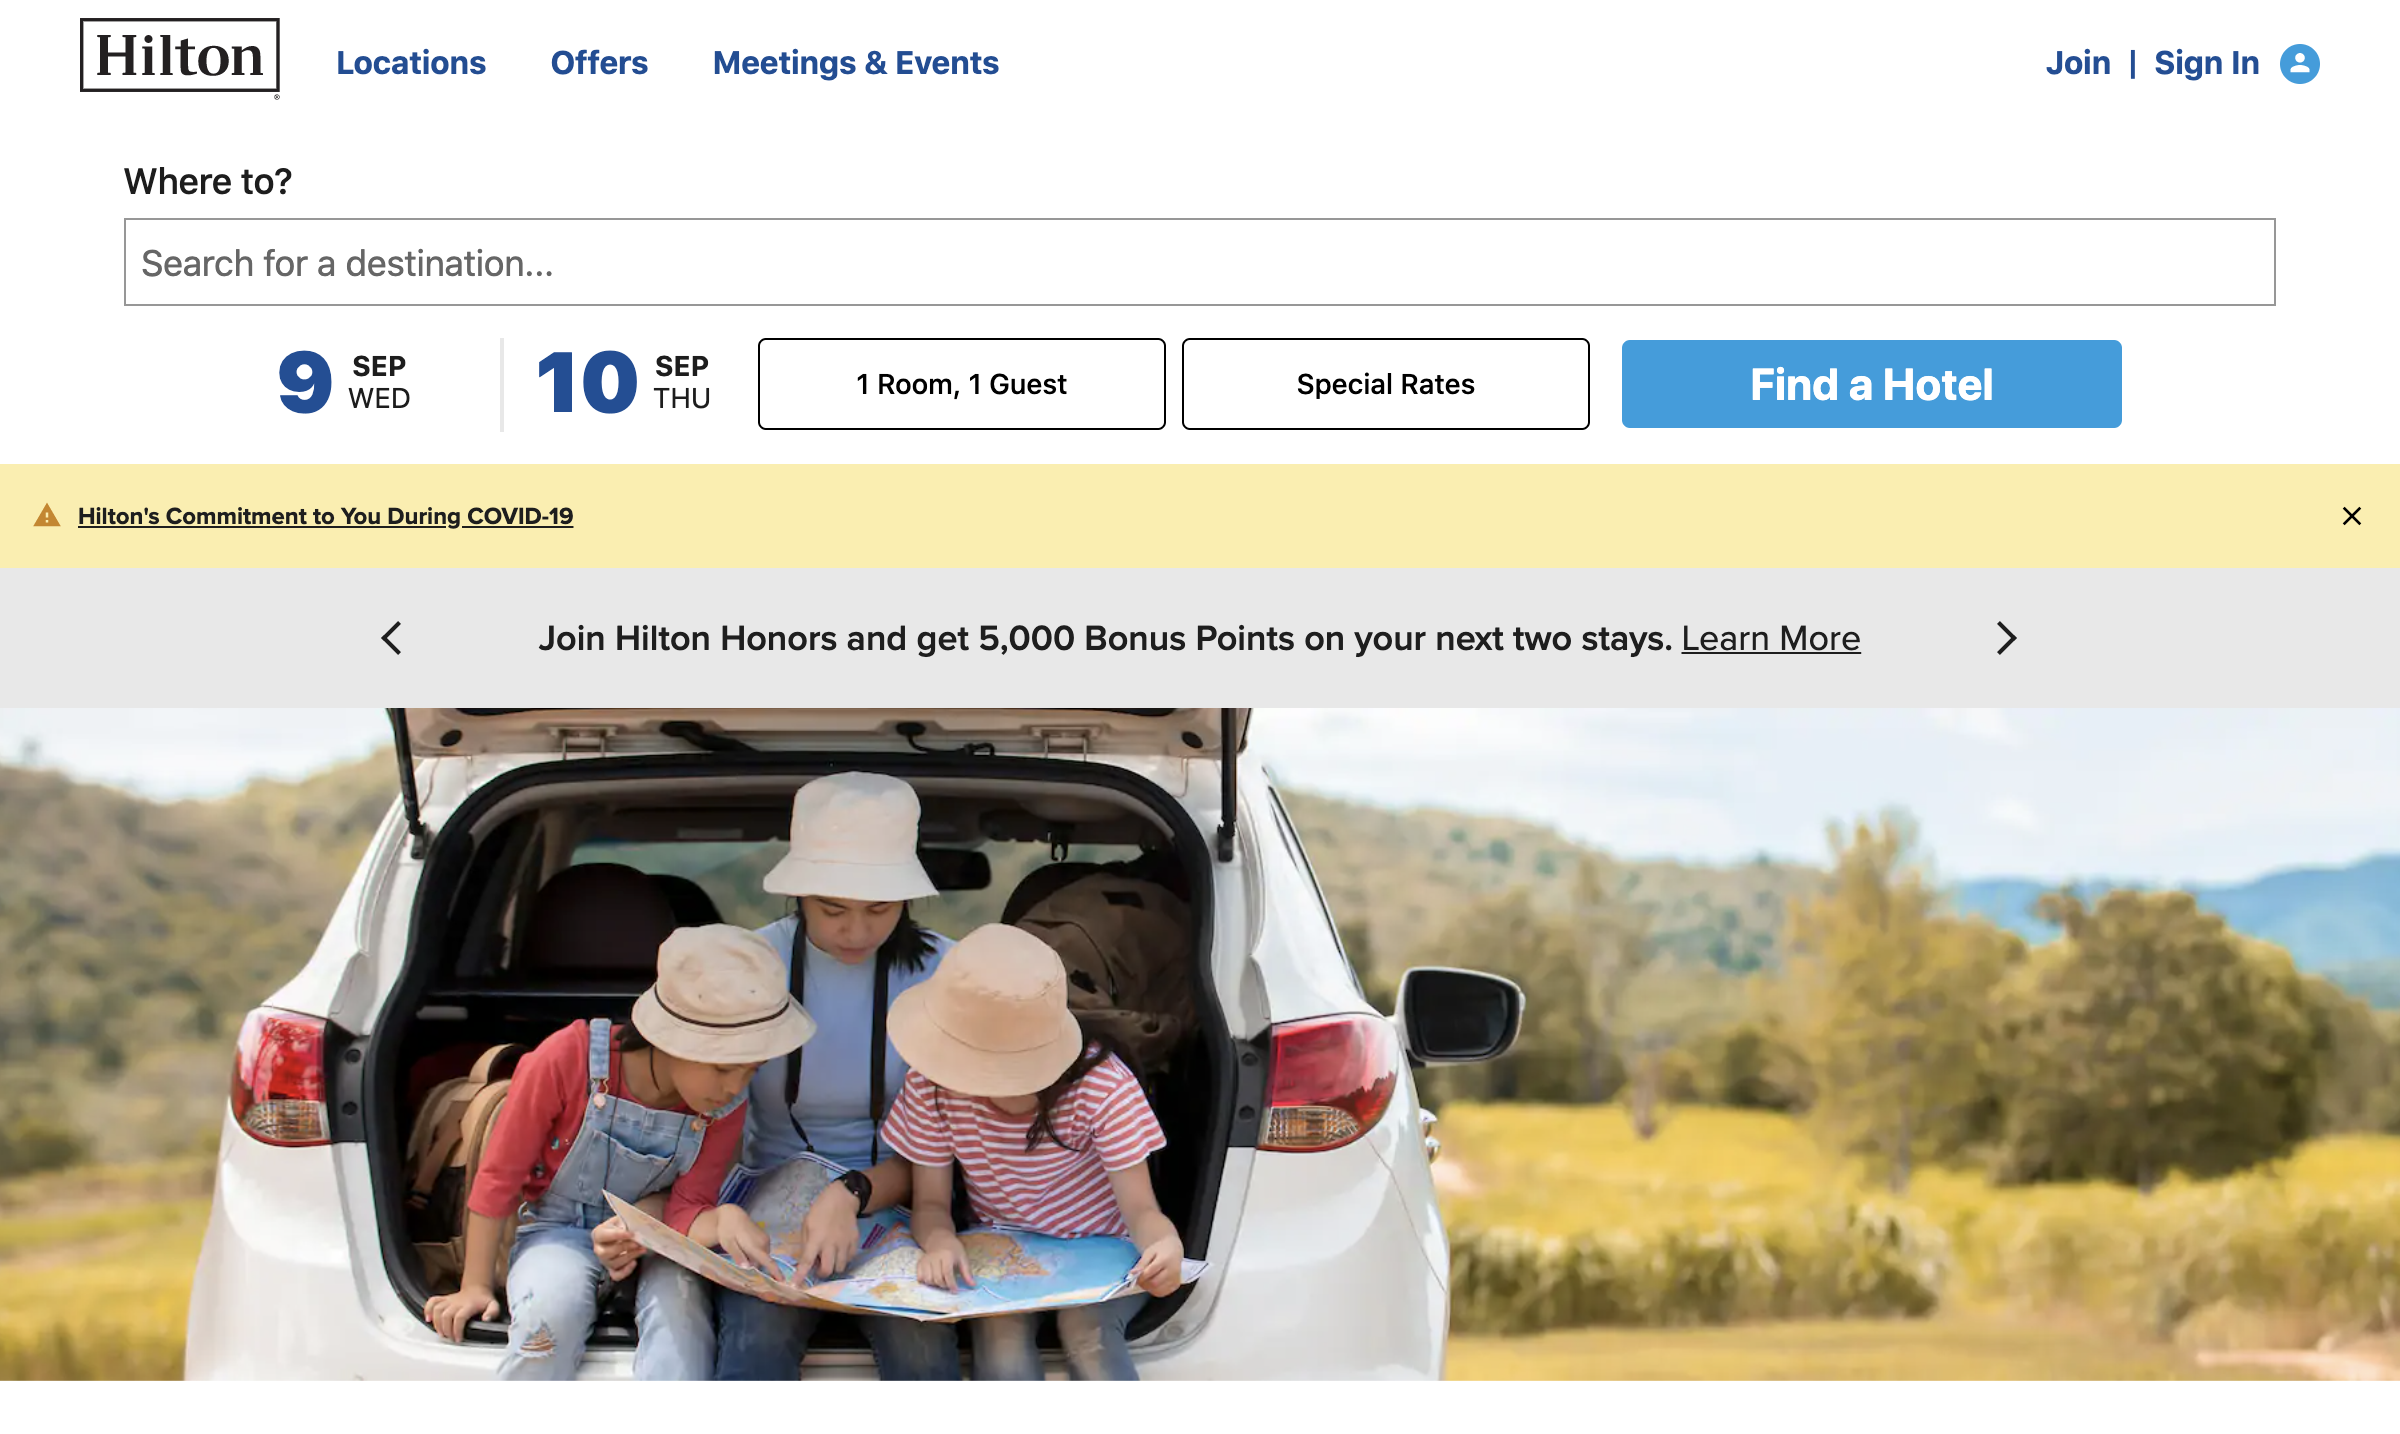 Hilton
Locations
Offers
Meetings & Events
Join | Sign In
Where to?
Search for a destination...
9 SEP WED
10 SEP THU
1 Room, 1 Guest
Special Rates
Find a Hotel
Hilton's Commitment to You During COVID-19
Join Hilton Honors and get 5,000 Bonus Points on your next two stays. Learn More